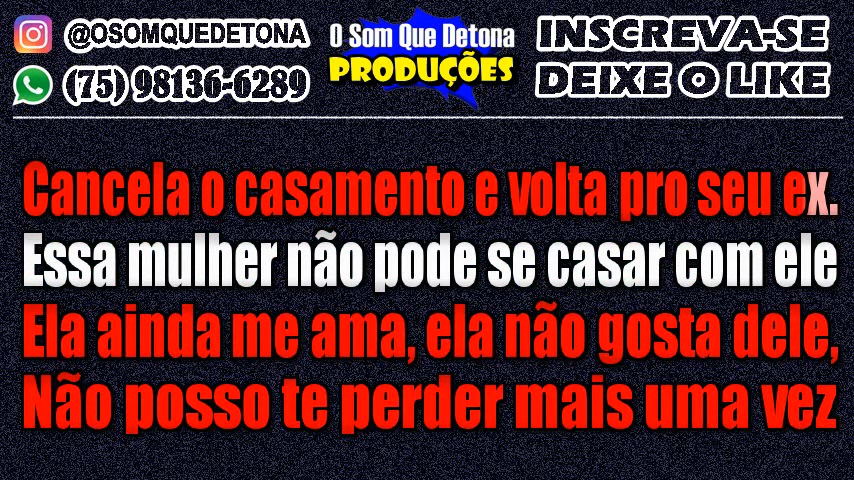 @OSOMQUEDETONA
(75) 98136-6289
O Som Que Detona
PRODUÇÕES
INSCREVA-SE
DEIXE O LIKE
Cancela o casamento e volta pro seu ex.
Essa mulher não pode se casar com ele
Ela ainda me ama, ela não gosta dele,
Não posso te perder mais uma vez